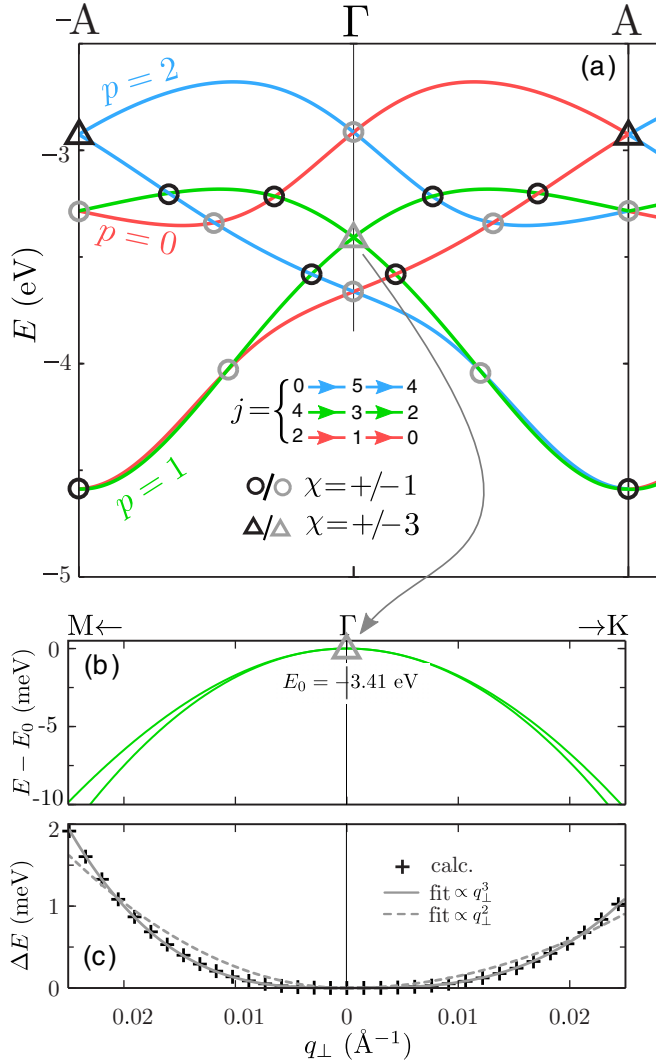 −A Γ A
(a)
p = 2
p = 0
p = 1
−3
−4
−5
E (eV)
j = {
0 5 4
4 3 2
2 1 0
/ χ=+/−1
/ χ=+/−3
M← Γ →K
(b)
E₀ = −3.41 eV
0
-5
-10
E − E₀ (meV)
2
1
0
ΔE (meV)
calc.
fit ∝ q⊥³
fit ∝ q⊥²
(c)
0.02 0.01 0 0.01 0.02
q⊥ (Å⁻¹)